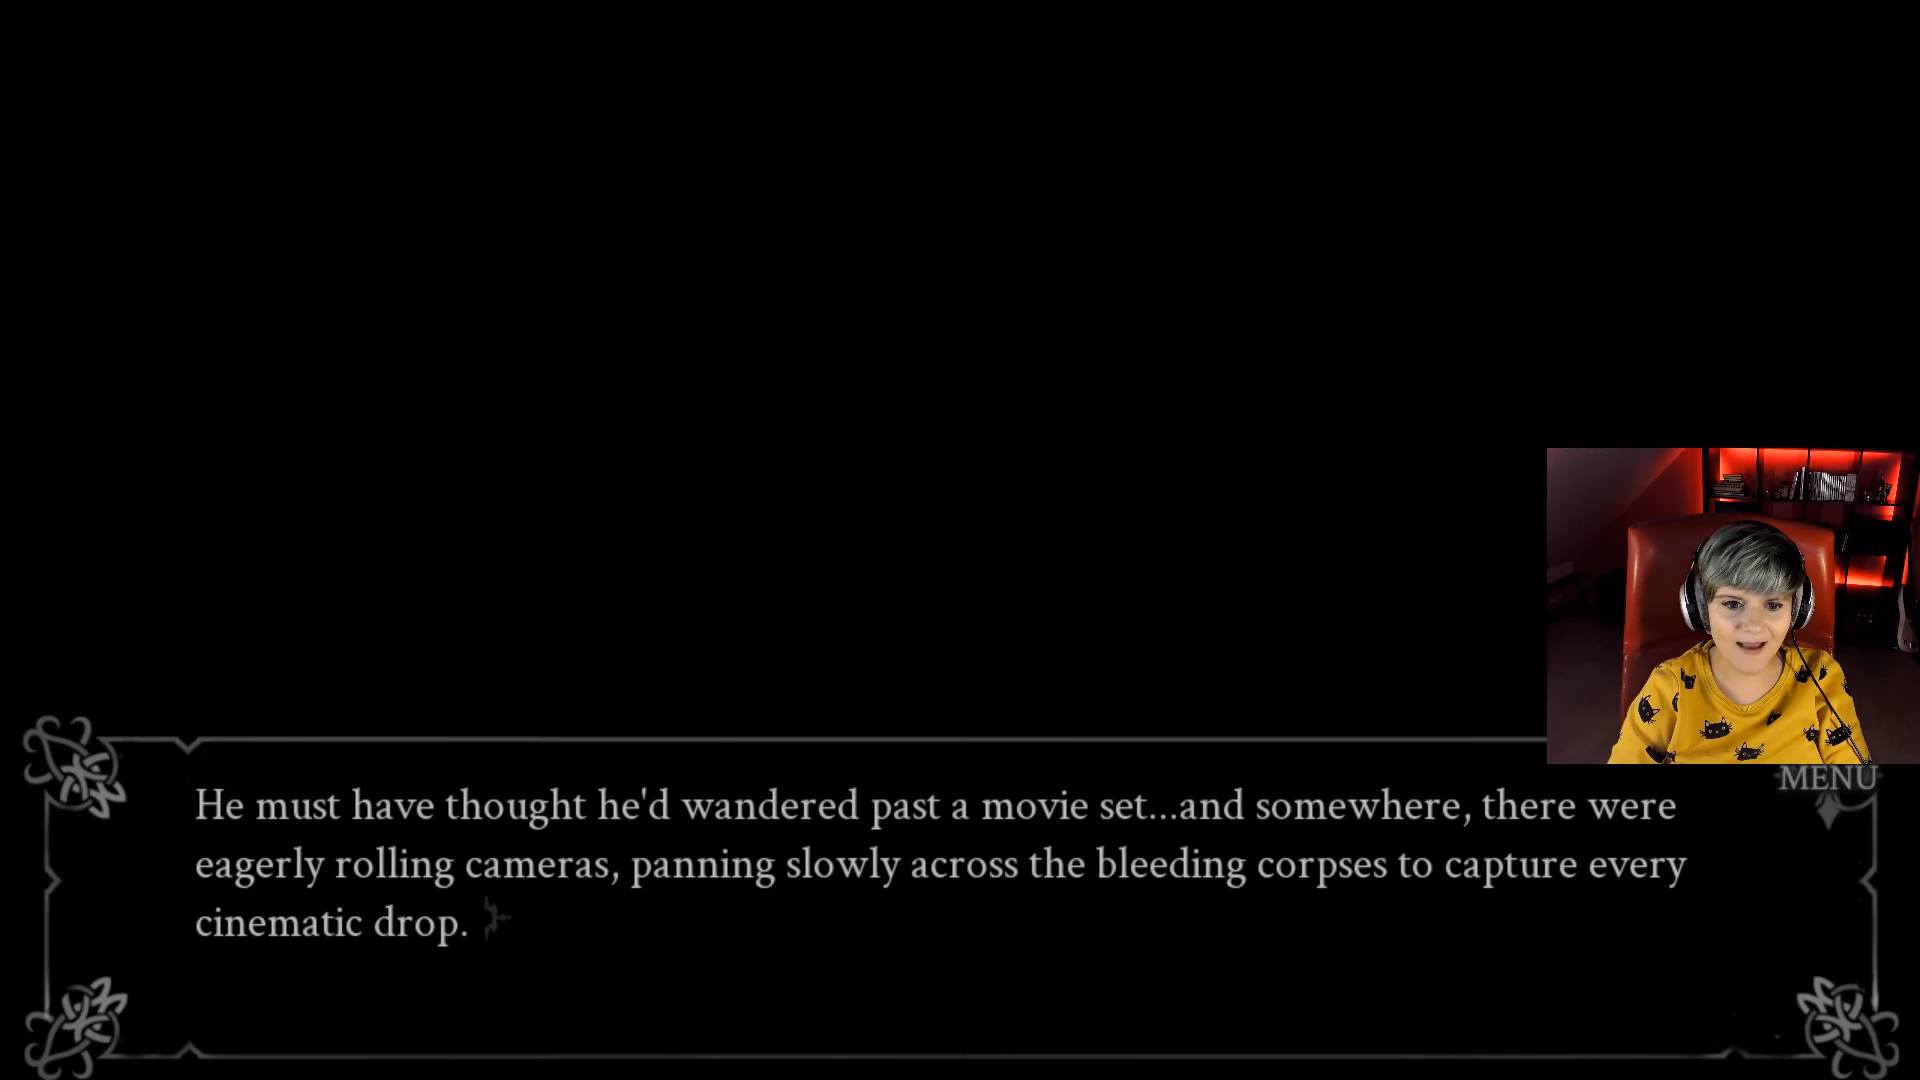 MENU
He must have thought he'd wandered past a movie set...and somewhere, there were
eagerly rolling cameras, panning slowly across the bleeding corpses to capture every
cinematic drop.